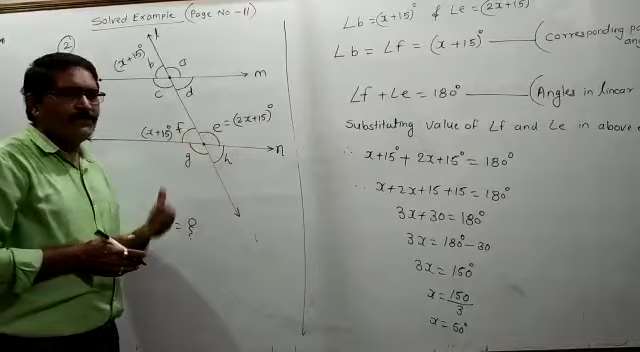 Solved Example (Page No-11)
∠b = (x+15)° & ∠e = (2x+15)
2
l
∠b = ∠f = (x+15)° —— (Corresponding
(x+15)° b a
m
c d
∠f + ∠e = 180° —— (Angles in linear
e = (2x+15)°
(x+15)° f
Substituting value of ∠f and ∠e in above
n
g h
∴ x+15° + 2x+15° = 180°
∴ x+2x+15+15 = 180°
= ?
3x+30 = 180°
3x = 180° - 30
3x = 150°
x = 150/3
x = 50°